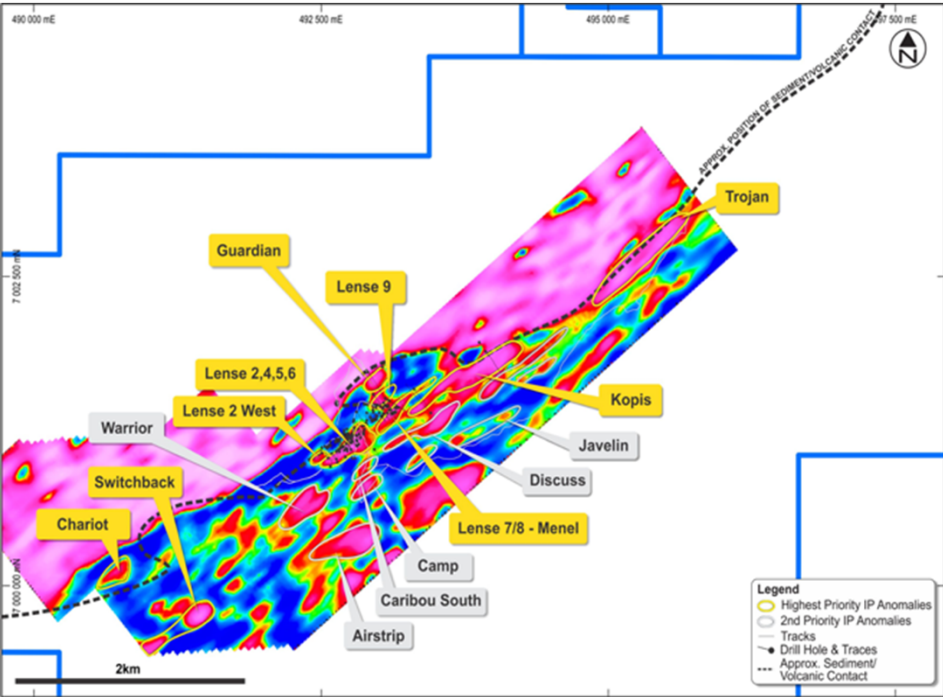 490 000 mE
492 500 mE
495 000 mE
97 500 mE
N
APPROX. POSITION OF SEDIMENT/VOLCANIC CONTACT
Trojan
Guardian
Lense 9
7 002 500 mN
Lense 2,4,5,6
Kopis
Lense 2 West
Warrior
Javelin
Switchback
Discuss
Chariot
Lense 7/8 - Menel
Camp
7 000 000 mN
Caribou South
Airstrip
2km
Legend
Highest Priority IP Anomalies
2nd Priority IP Anomalies
Tracks
Drill Hole & Traces
Approx. Sediment/
Volcanic Contact